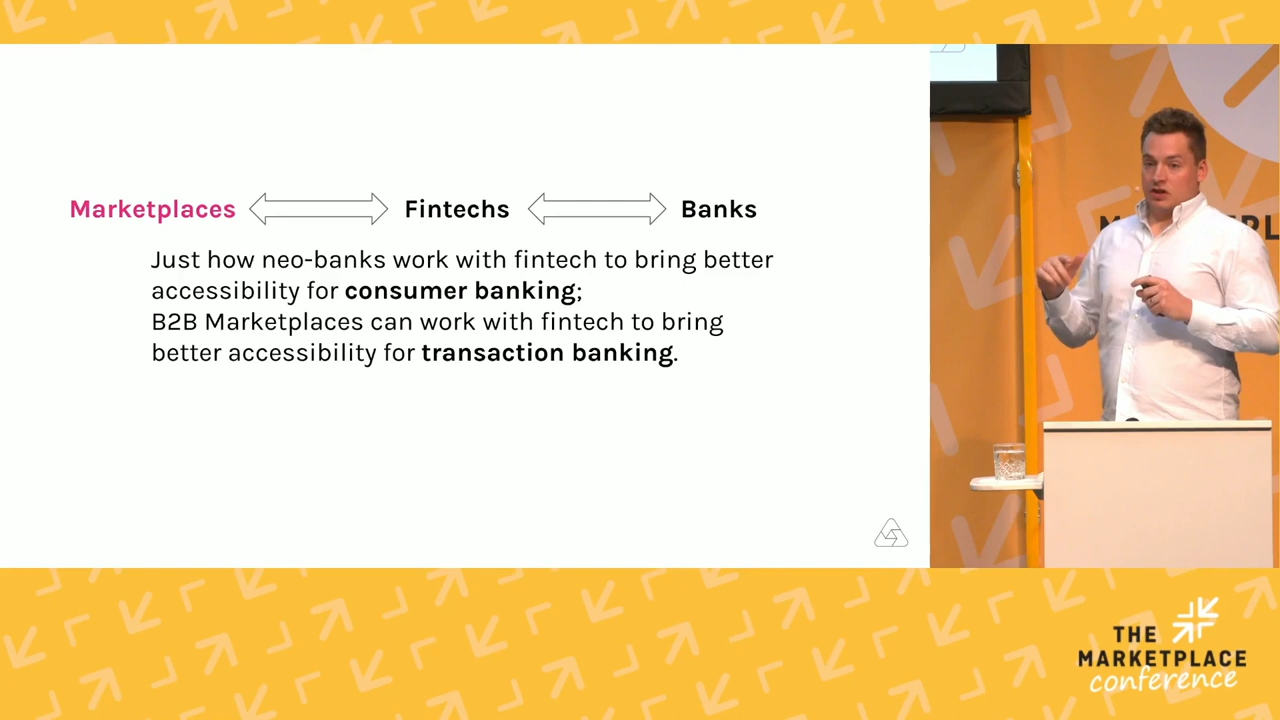 Marketplaces Fintechs Banks
Just how neo-banks work with fintech to bring better
accessibility for consumer banking;
B2B Marketplaces can work with fintech to bring
better accessibility for transaction banking.
THE
MARKETPLACE
conference